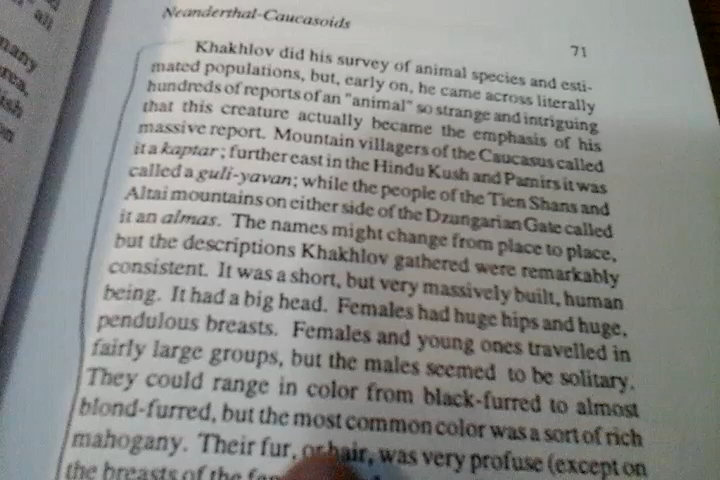 all
many
rea,
ish
on
Neanderthal-Caucasoids
71
Khakhlov did his survey of animal species and esti-
mated populations, but, early on, he came across literally
hundreds of reports of an "animal" so strange and intriguing
that this creature actually became the emphasis of his
massive report. Mountain villagers of the Caucasus called
it a kaptar; further east in the Hindu Kush and Pamirs it was
called a guli-yavan; while the people of the Tien Shans and
Altai mountains on either side of the Dzungarian Gate called
it an almas. The names might change from place to place,
but the descriptions Khakhlov gathered were remarkably
consistent. It was a short, but very massively built, human
being. It had a big head. Females had huge hips and huge,
pendulous breasts. Females and young ones travelled in
fairly large groups, but the males seemed to be solitary.
They could range in color from black-furred to almost
blond-furred, but the most common color was a sort of rich
mahogany. Their fur, or hair, was very profuse (except on
the breasts of the